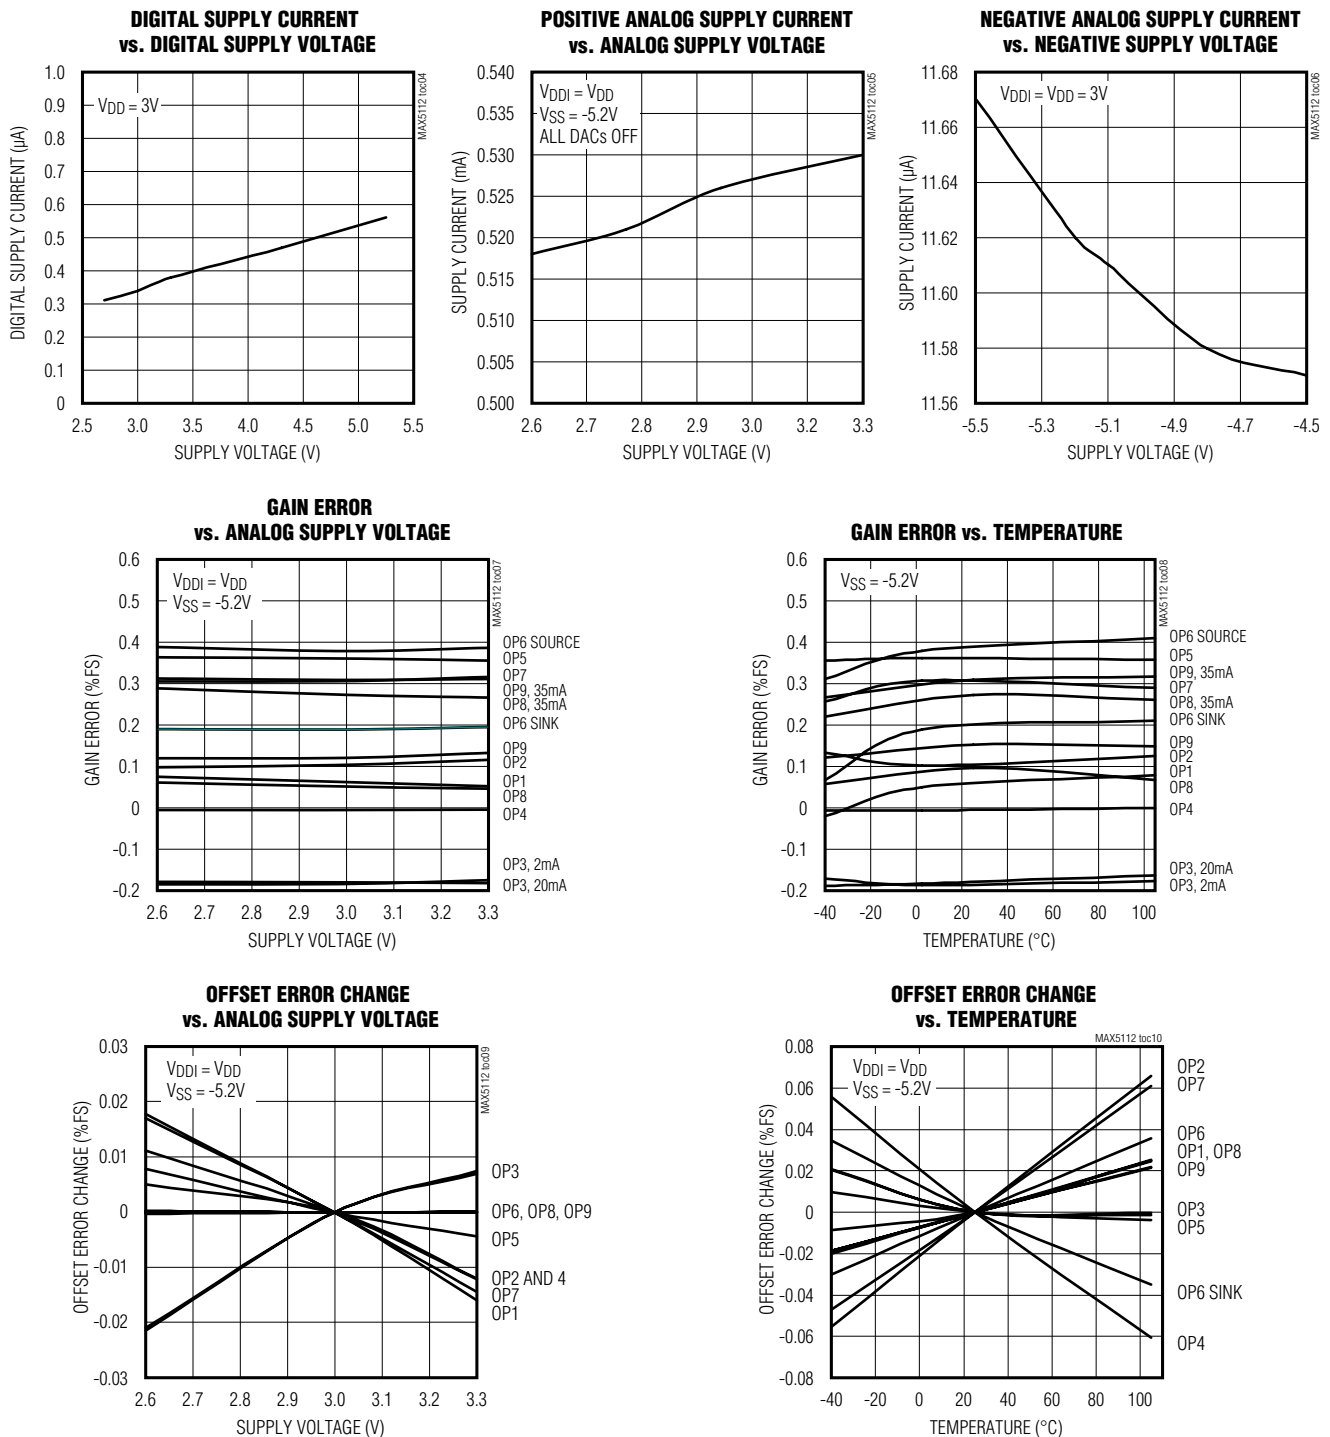 DIGITAL SUPPLY CURRENT
vs. DIGITAL SUPPLY VOLTAGE
VDD = 3V
MAX5112 toc04
DIGITAL SUPPLY CURRENT (µA)
1.0
0.9
0.8
0.7
0.6
0.5
0.4
0.3
0.2
0.1
0
2.5 3.0 3.5 4.0 4.5 5.0 5.5
SUPPLY VOLTAGE (V)
POSITIVE ANALOG SUPPLY CURRENT
vs. ANALOG SUPPLY VOLTAGE
VDDI = VDD
VSS = -5.2V
ALL DACs OFF
MAX5112 toc05
SUPPLY CURRENT (mA)
0.540
0.535
0.530
0.525
0.520
0.515
0.510
0.505
0.500
2.6 2.7 2.8 2.9 3.0 3.1 3.2 3.3
SUPPLY VOLTAGE (V)
NEGATIVE ANALOG SUPPLY CURRENT
vs. NEGATIVE SUPPLY VOLTAGE
VDDI = VDD = 3V
MAX5112 toc06
SUPPLY CURRENT (µA)
11.68
11.66
11.64
11.62
11.60
11.58
11.56
-5.5 -5.3 -5.1 -4.9 -4.7 -4.5
SUPPLY VOLTAGE (V)
GAIN ERROR
vs. ANALOG SUPPLY VOLTAGE
VDDI = VDD
VSS = -5.2V
MAX5112 toc07
GAIN ERROR (%FS)
0.6
0.5
0.4
0.3
0.2
0.1
0
-0.1
-0.2
OP6 SOURCE
OP5
OP7
OP9, 35mA
OP8, 35mA
OP6 SINK
OP9
OP2
OP1
OP8
OP4
OP3, 2mA
OP3, 20mA
2.6 2.7 2.8 2.9 3.0 3.1 3.2 3.3
SUPPLY VOLTAGE (V)
GAIN ERROR vs. TEMPERATURE
VSS = -5.2V
MAX5112 toc08
GAIN ERROR (%FS)
0.6
0.5
0.4
0.3
0.2
0.1
0
-0.1
-0.2
OP6 SOURCE
OP5
OP9, 35mA
OP7
OP8, 35mA
OP6 SINK
OP9
OP2
OP1
OP8
OP4
OP3, 20mA
OP3, 2mA
-40 -20 0 20 40 60 80 100
TEMPERATURE (°C)
OFFSET ERROR CHANGE
vs. ANALOG SUPPLY VOLTAGE
VDDI = VDD
VSS = -5.2V
MAX5112 toc09
OFFSET ERROR CHANGE (%FS)
0.03
0.02
0.01
0
-0.01
-0.02
-0.03
OP3
OP6, OP8, OP9
OP5
OP2 AND 4
OP7
OP1
2.6 2.7 2.8 2.9 3.0 3.1 3.2 3.3
SUPPLY VOLTAGE (V)
OFFSET ERROR CHANGE
vs. TEMPERATURE
MAX5112 toc10
VDDI = VDD
VSS = -5.2V
OFFSET ERROR CHANGE (%FS)
0.08
0.06
0.04
0.02
0
-0.02
-0.04
-0.06
-0.08
OP2
OP7
OP6
OP1, OP8
OP9
OP3
OP5
OP6 SINK
OP4
-40 -20 0 20 40 60 80 100
TEMPERATURE (°C)